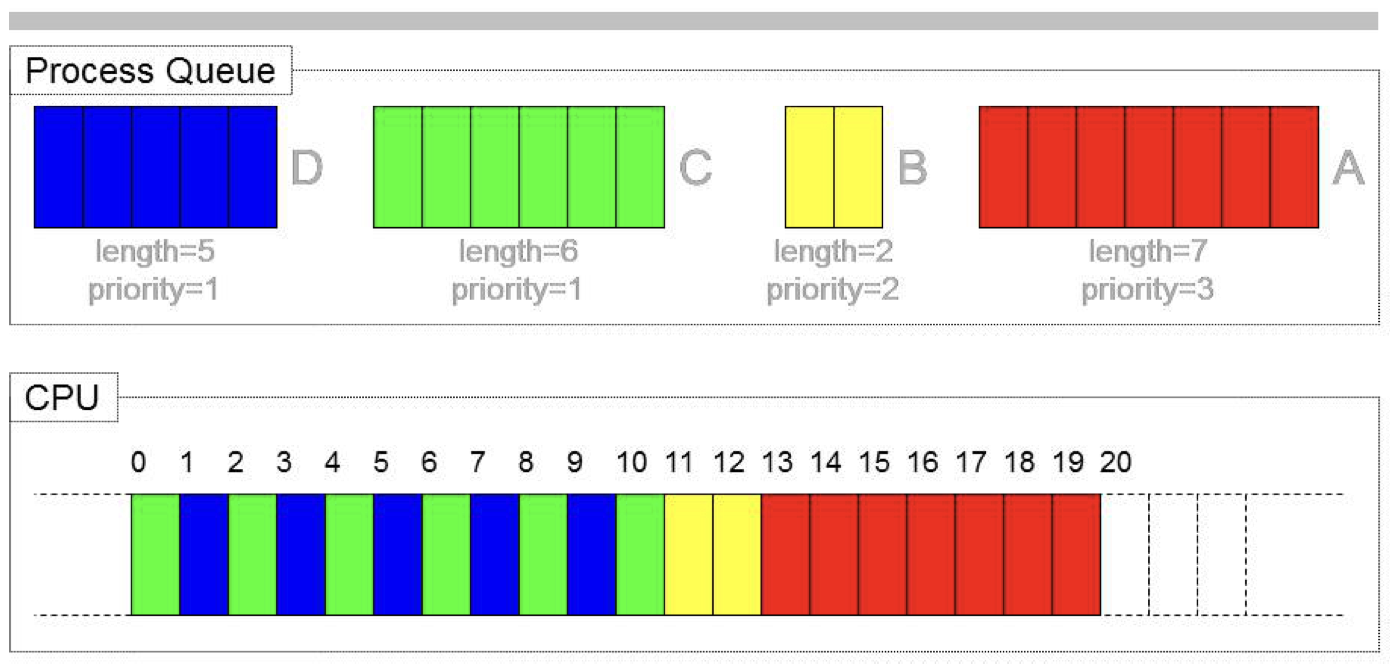 Process Queue
D C B A
length=5 length=6 length=2 length=7
priority=1 priority=1 priority=2 priority=3
CPU
0 1 2 3 4 5 6 7 8 9 10 11 12 13 14 15 16 17 18 19 20